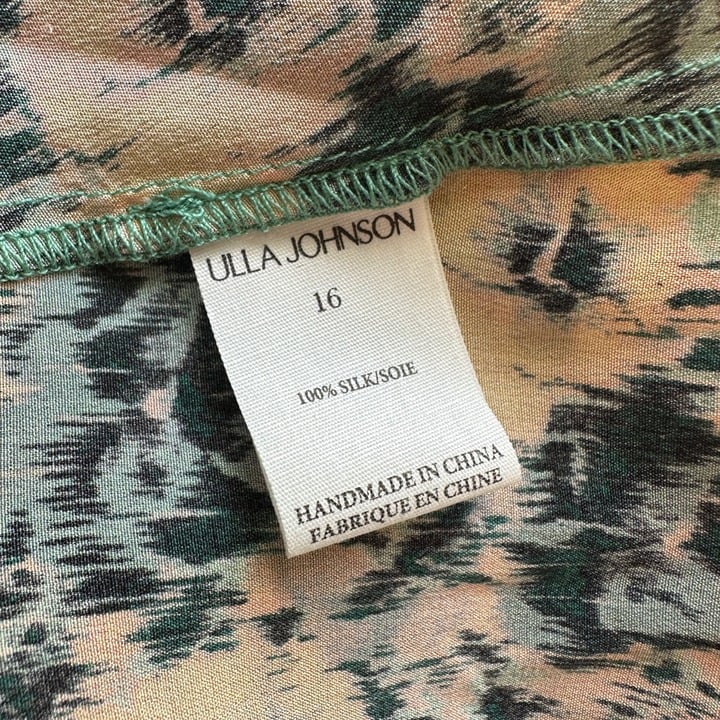 ULLA JOHNSON
16
100% SILK/SOIE
HANDMADE IN CHINA
FABRIQUE EN CHINE